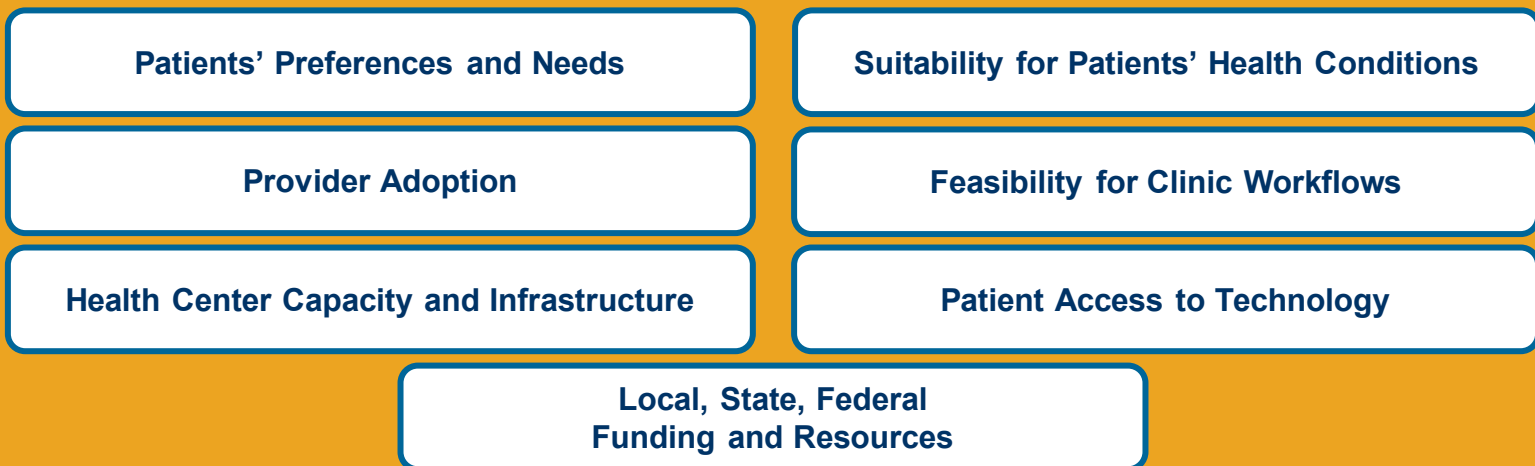 Patients’ Preferences and Needs
Suitability for Patients’ Health Conditions
Provider Adoption
Feasibility for Clinic Workflows
Health Center Capacity and Infrastructure
Patient Access to Technology
Local, State, Federal
Funding and Resources